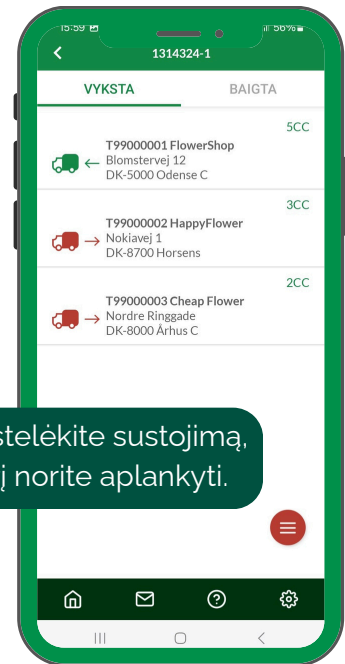 15:59
56%
1314324-1
VYKSTA
BAIGTA
5CC
T99000001 FlowerShop
Blomstervej 12
DK-5000 Odense C
3CC
T99000002 HappyFlower
Nokiavej 1
DK-8700 Horsens
2CC
T99000003 Cheap Flower
Nordre Ringgade
DK-8000 Århus C
stelėkite sustojimą,
į norite aplankyti.